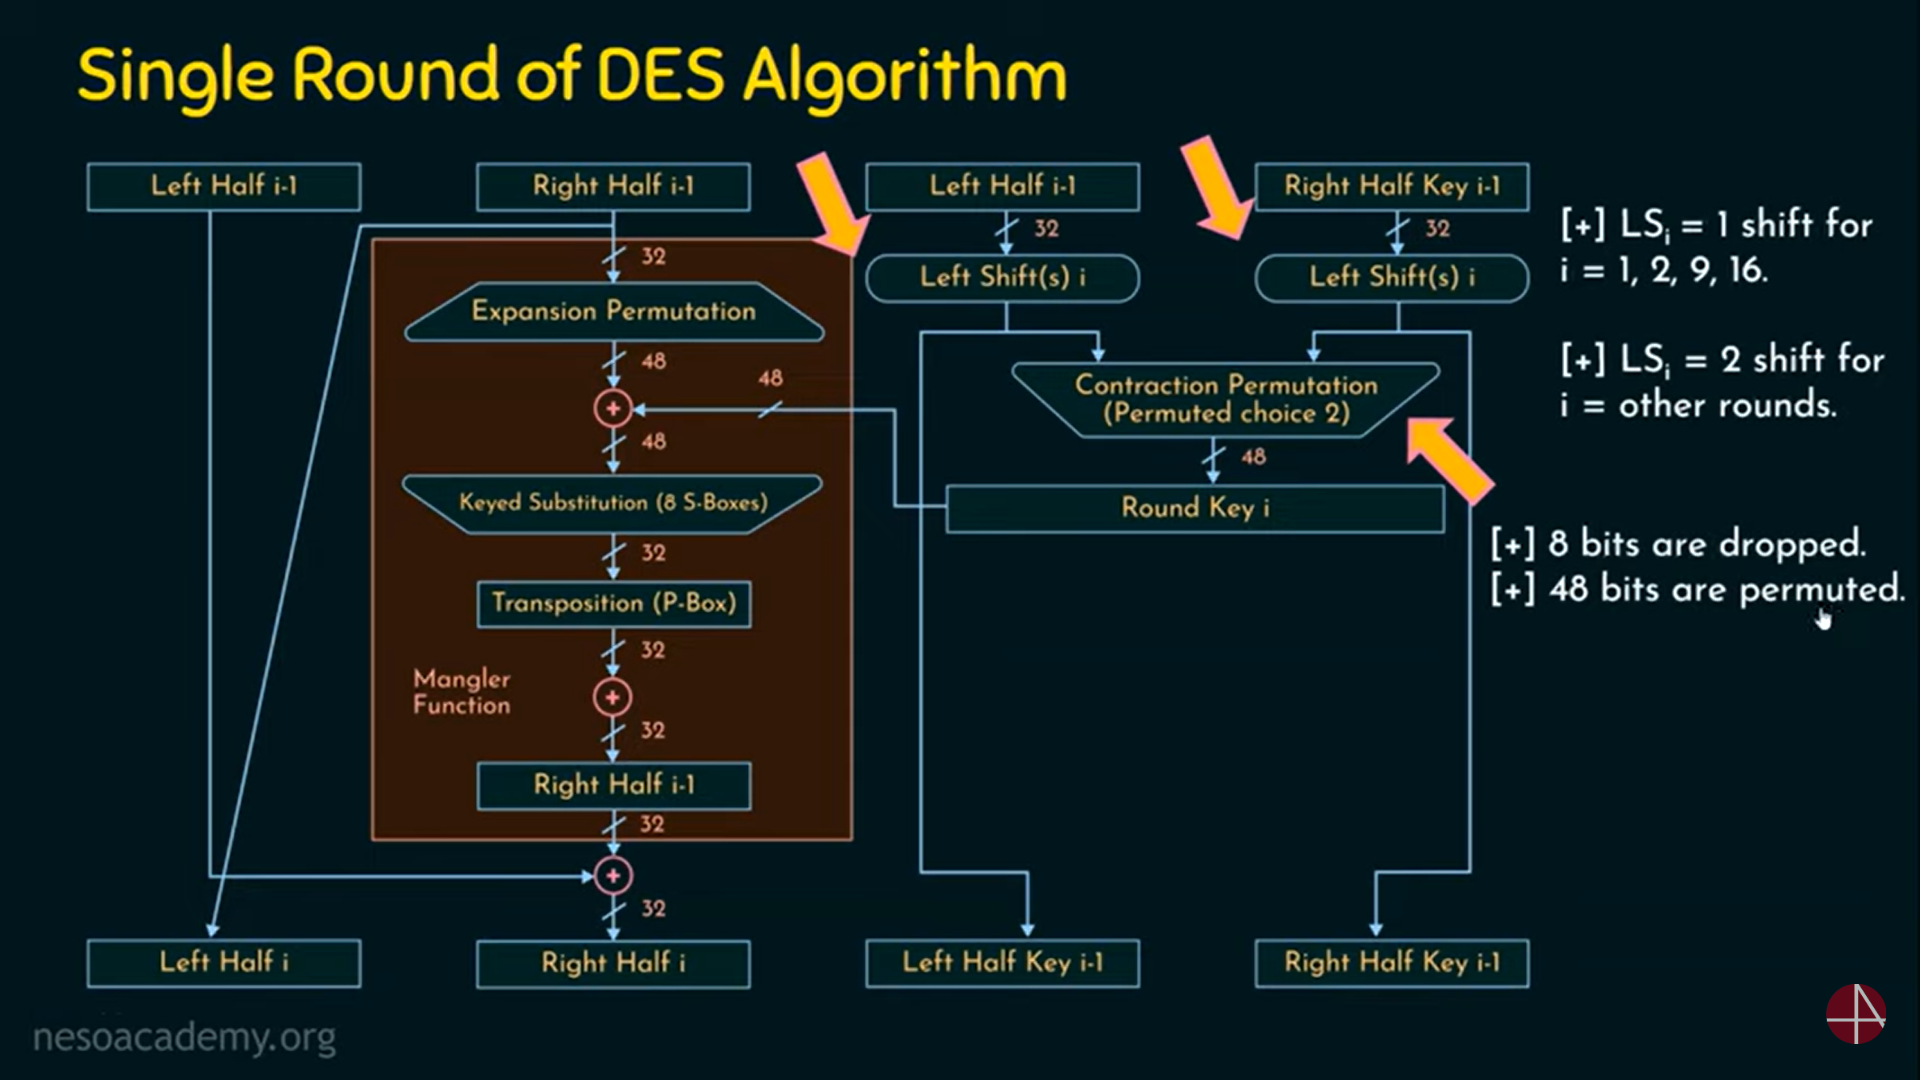 Single Round of DES Algorithm
Left Half i-1
Right Half i-1
Left Half i-1
Right Half Key i-1
32
32
32
Left Shift(s) i
Left Shift(s) i
[+] LSi = 1 shift for
i = 1, 2, 9, 16.
Expansion Permutation
48
48
48
Contraction Permutation
(Permuted choice 2)
48
[+] LSi = 2 shift for
i = other rounds.
Keyed Substitution (8 S-Boxes)
Round Key i
32
[+] 8 bits are dropped.
[+] 48 bits are permuted.
Transposition (P-Box)
32
Mangler
Function
32
Right Half i-1
32
32
Left Half i
Right Half i
Left Half Key i-1
Right Half Key i-1
nesoacademy.org